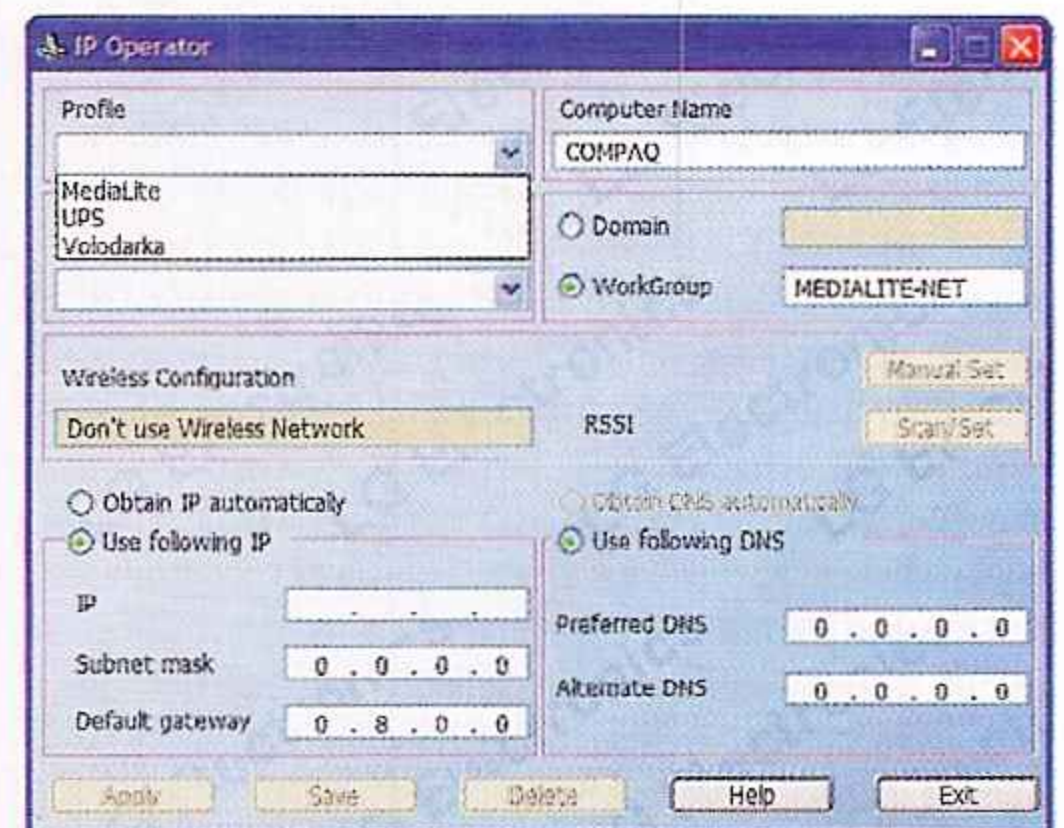 IP Operator
Profile
MediaLite
UPS
Volodarka
Computer Name
COMPAQ
Domain
WorkGroup MEDIALITE-NET
Wireless Configuration
Don't use Wireless Network
RSSI
Manual Set
Scan/Set
Obtain IP automatically
Use following IP
IP . . .
Subnet mask 0 . 0 . 0 . 0
Default gateway 0 . 8 . 0 . 0
Obtain DNS automatically
Use following DNS
Preferred DNS 0 . 0 . 0 . 0
Alternate DNS 0 . 0 . 0 . 0
Apply Save Delete Help Exit